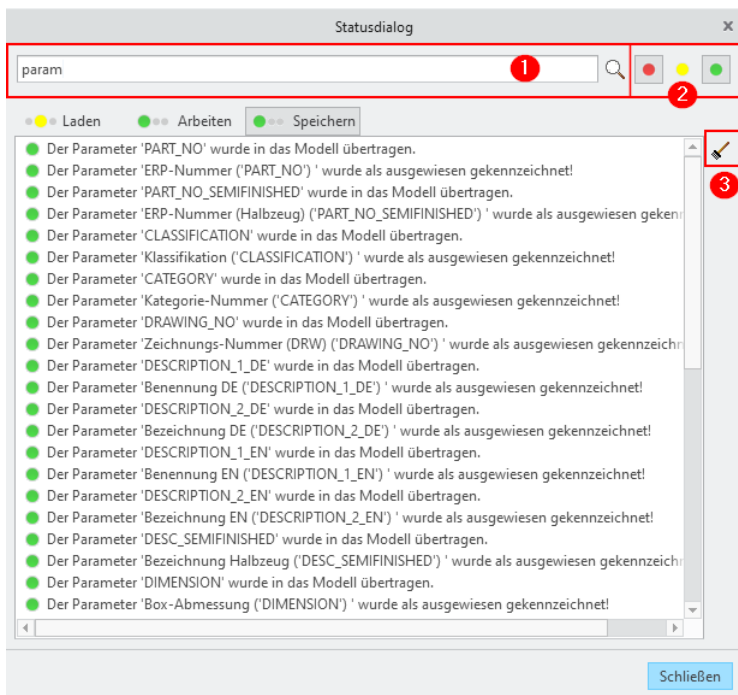 Statusdialog
x
param
1
2
Laden
Arbeiten
Speichern
3
Der Parameter 'PART_NO' wurde in das Modell übertragen.
Der Parameter 'ERP-Nummer ('PART_NO') ' wurde als ausgewiesen gekennzeichnet!
Der Parameter 'PART_NO_SEMIFINISHED' wurde in das Modell übertragen.
Der Parameter 'ERP-Nummer (Halbzeug) ('PART_NO_SEMIFINISHED') ' wurde als ausgewiesen geken
Der Parameter 'CLASSIFICATION' wurde in das Modell übertragen.
Der Parameter 'Klassifikation ('CLASSIFICATION') ' wurde als ausgewiesen gekennzeichnet!
Der Parameter 'CATEGORY' wurde in das Modell übertragen.
Der Parameter 'Kategorie-Nummer ('CATEGORY') ' wurde als ausgewiesen gekennzeichnet!
Der Parameter 'DRAWING_NO' wurde in das Modell übertragen.
Der Parameter 'Zeichnungs-Nummer (DRW) ('DRAWING_NO') ' wurde als ausgewiesen gekennzeichn
Der Parameter 'DESCRIPTION_1_DE' wurde in das Modell übertragen.
Der Parameter 'Benennung DE ('DESCRIPTION_1_DE') ' wurde als ausgewiesen gekennzeichnet!
Der Parameter 'DESCRIPTION_2_DE' wurde in das Modell übertragen.
Der Parameter 'Bezeichnung DE ('DESCRIPTION_2_DE') ' wurde als ausgewiesen gekennzeichnet!
Der Parameter 'DESCRIPTION_1_EN' wurde in das Modell übertragen.
Der Parameter 'Benennung EN ('DESCRIPTION_1_EN') ' wurde als ausgewiesen gekennzeichnet!
Der Parameter 'DESCRIPTION_2_EN' wurde in das Modell übertragen.
Der Parameter 'Bezeichnung EN ('DESCRIPTION_2_EN') ' wurde als ausgewiesen gekennzeichnet!
Der Parameter 'DESC_SEMIFINISHED' wurde in das Modell übertragen.
Der Parameter 'Bezeichnung Halbzeug ('DESC_SEMIFINISHED') ' wurde als ausgewiesen gekennzeich
Der Parameter 'DIMENSION' wurde in das Modell übertragen.
Der Parameter 'Box-Abmessung ('DIMENSION') ' wurde als ausgewiesen gekennzeichnet!
Schließen